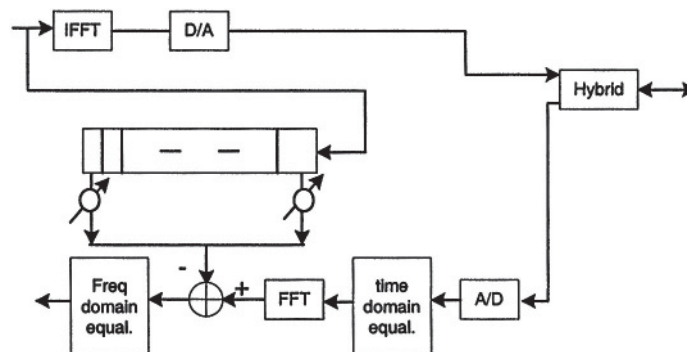 IFFT
D/A
Hybrid
-
+
Freq
domain
equal.
FFT
time
domain
equal.
A/D